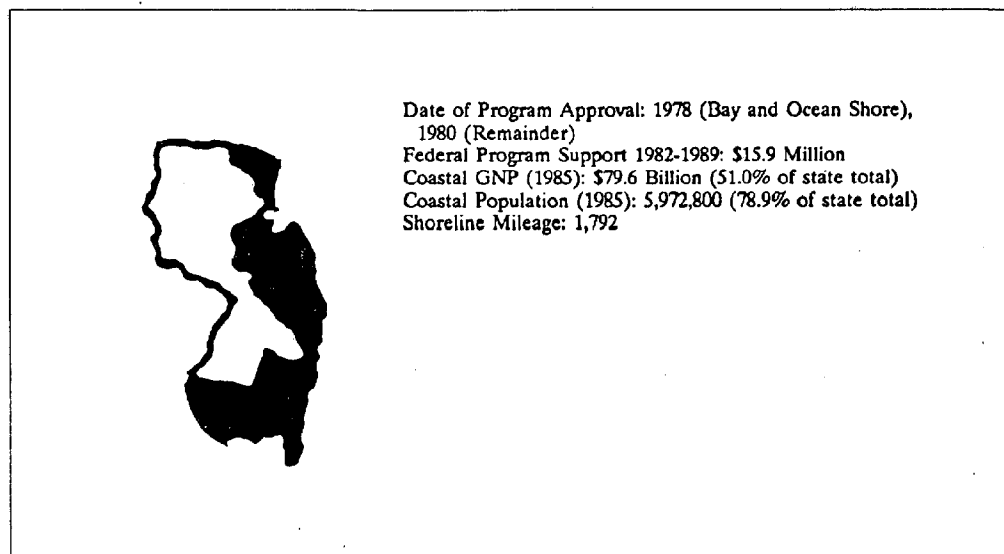 Date of Program Approval: 1978 (Bay and Ocean Shore),
1980 (Remainder)
Federal Program Support 1982-1989: $15.9 Million
Coastal GNP (1985): $79.6 Billion (51.0% of state total)
Coastal Population (1985): 5,972,800 (78.9% of state total)
Shoreline Mileage: 1,792